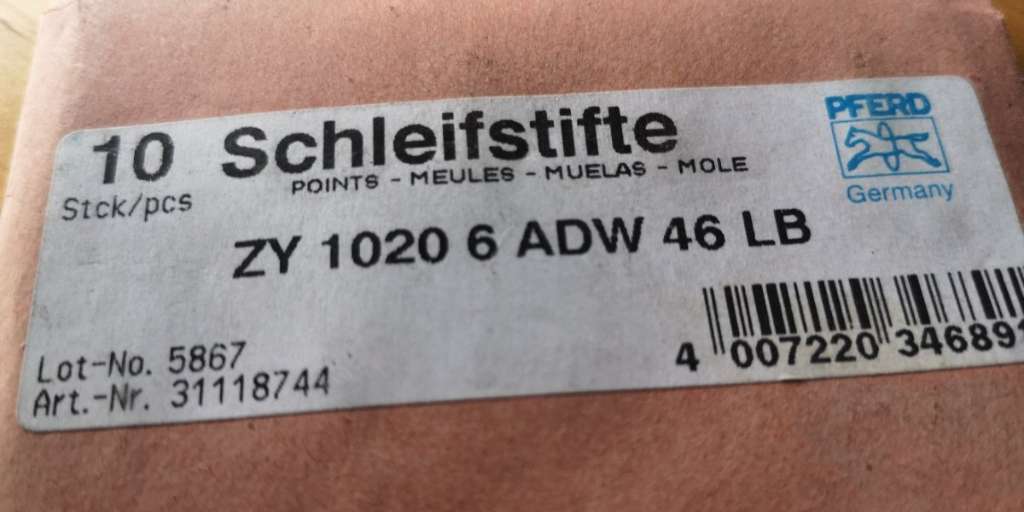 10 Schleifstifte
Stck/pcs
POINTS - MEULES - MUELAS - MOLE
PFERD
Germany
ZY 1020 6 ADW 46 LB
Lot-No. 5867
Art.-Nr. 31118744
4 007220 346891